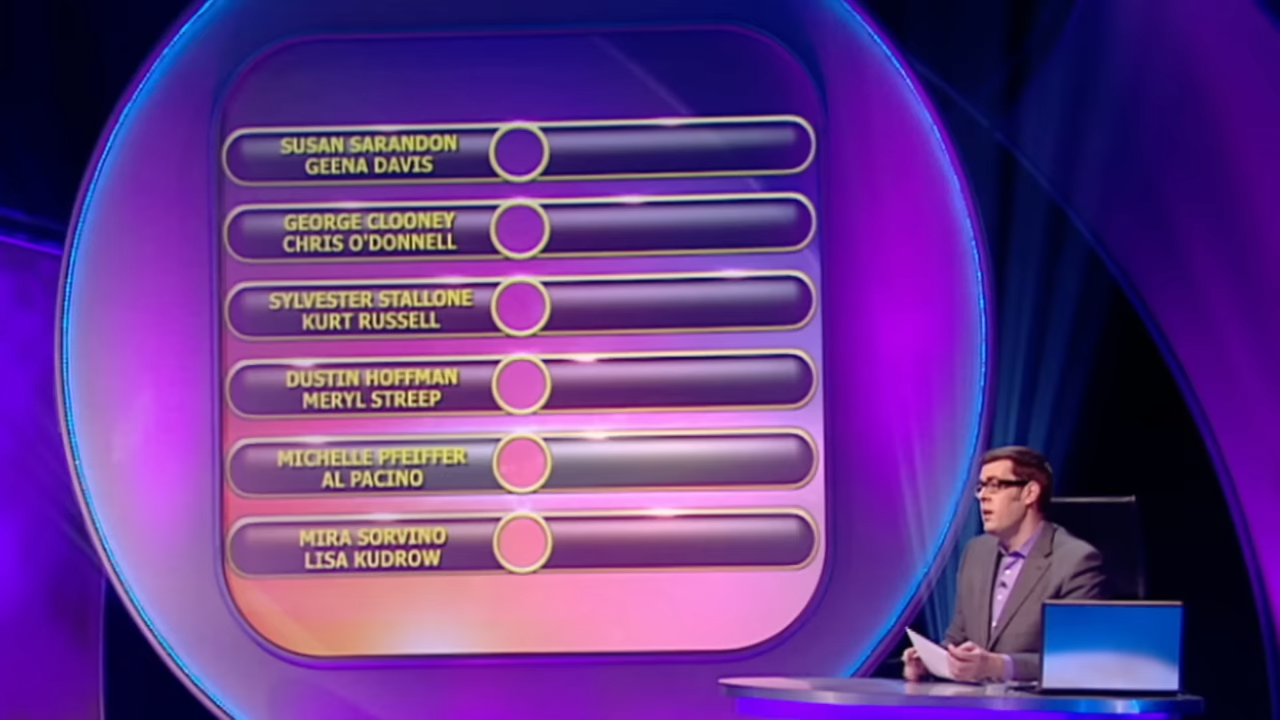 SUSAN SARANDON
GEENA DAVIS
GEORGE CLOONEY
CHRIS O'DONNELL
SYLVESTER STALLONE
KURT RUSSELL
DUSTIN HOFFMAN
MERYL STREEP
MICHELLE PFEIFFER
AL PACINO
MIRA SORVINO
LISA KUDROW